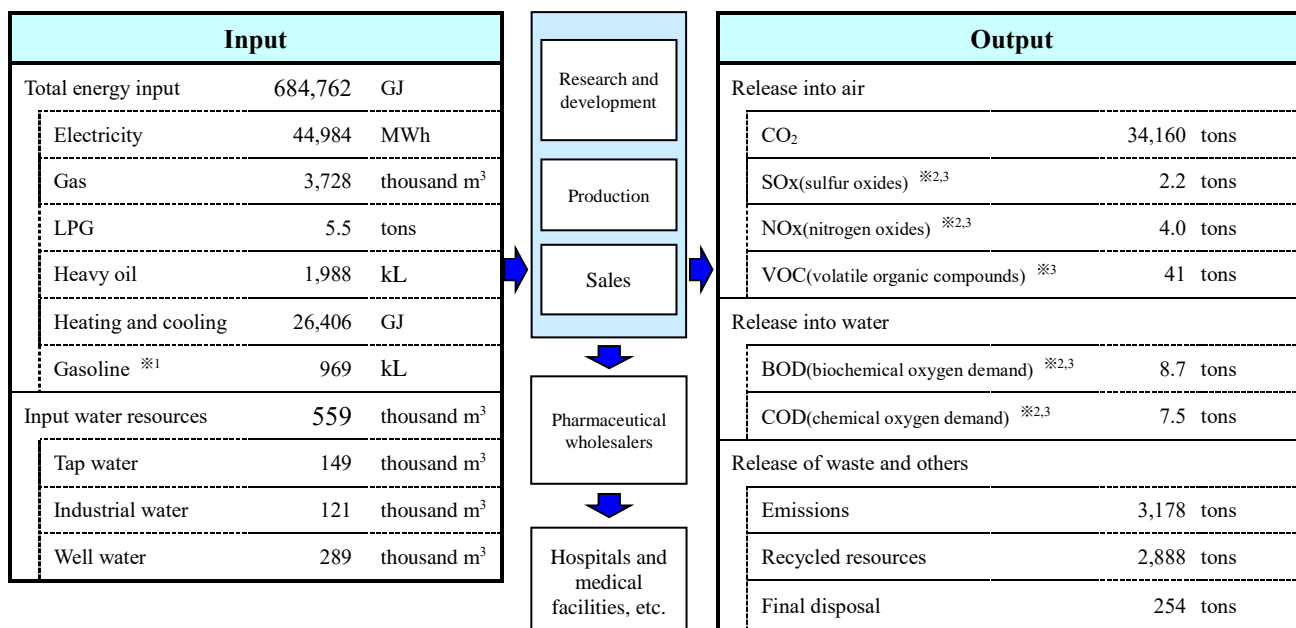 Input
Total energy input 684,762 GJ
Electricity 44,984 MWh
Gas 3,728 thousand m³
LPG 5.5 tons
Heavy oil 1,988 kL
Heating and cooling 26,406 GJ
Gasoline ※1 969 kL
Input water resources 559 thousand m³
Tap water 149 thousand m³
Industrial water 121 thousand m³
Well water 289 thousand m³
Research and
development
Production
Sales
Pharmaceutical
wholesalers
Hospitals and
medical
facilities, etc.
Output
Release into air
CO₂ 34,160 tons
SOx(sulfur oxides) ※2,3 2.2 tons
NOx(nitrogen oxides) ※2,3 4.0 tons
VOC(volatile organic compounds) ※3 41 tons
Release into water
BOD(biochemical oxygen demand) ※2,3 8.7 tons
COD(chemical oxygen demand) ※2,3 7.5 tons
Release of waste and others
Emissions 3,178 tons
Recycled resources 2,888 tons
Final disposal 254 tons